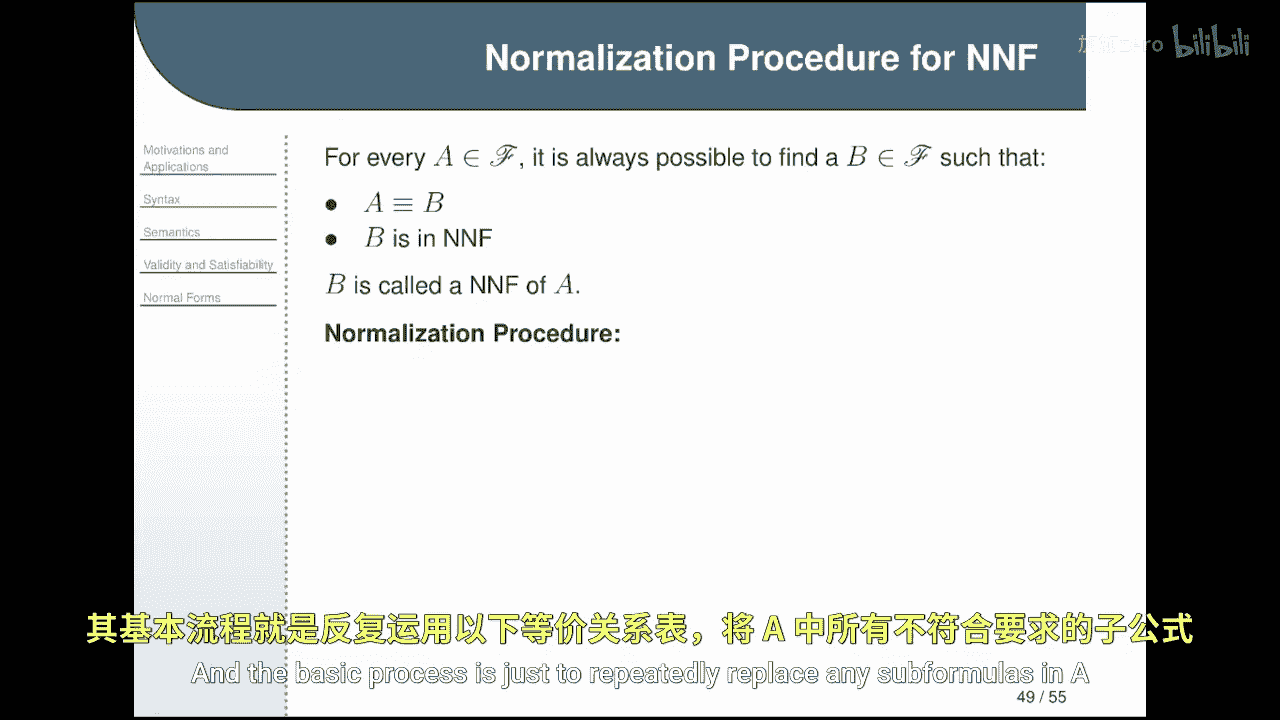 Normalization Procedure for NNF
bilibili
Motivations and
Applications
Syntax
Semantics
Validity and Satisfiability
Normal Forms
For every A ∈ ℱ, it is always possible to find a B ∈ ℱ such that:
● A ≡ B
● B is in NNF
B is called a NNF of A.
Normalization Procedure:
其基本流程就是反复运用以下等价关系表，将 A 中所有不符合要求的子公式
And the basic process is just to repeatedly replace any subformulas in A
49 / 55